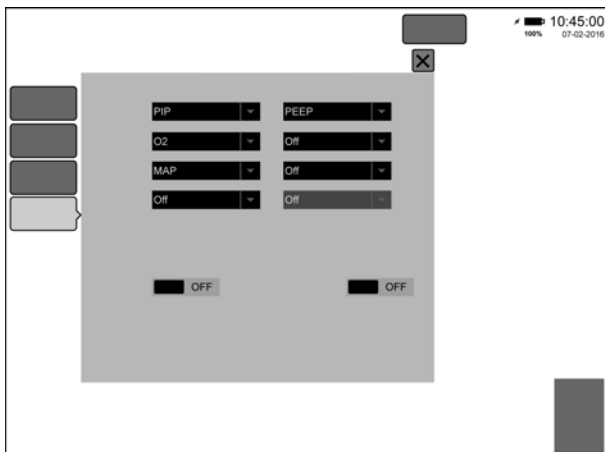 10:45:00
100% 07-02-2016
PIP PEEP
O2 Off
MAP Off
Off Off
OFF OFF